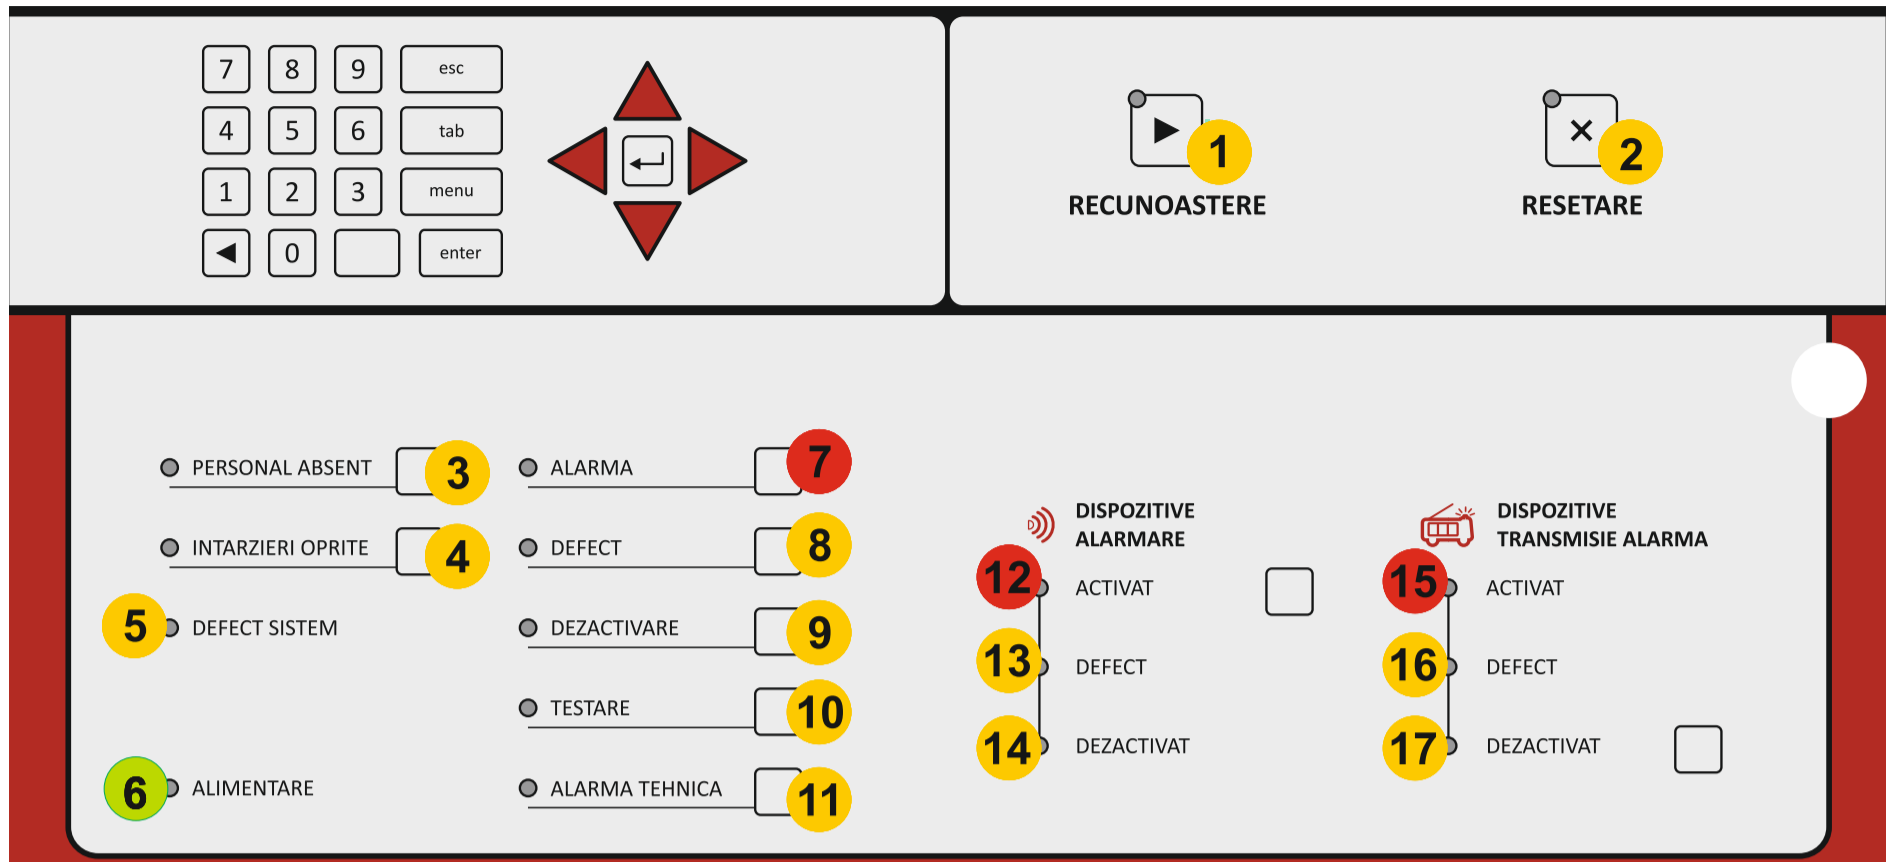 7 8 9 esc
4 5 6 tab
1 2 3 menu
0 enter
1
RECUNOASTERE
2
RESETARE
PERSONAL ABSENT 3
INTARZIERI OPRITE 4
5 DEFECT SISTEM
6 ALIMENTARE
ALARMA 7
DEFECT 8
DEZACTIVARE 9
TESTARE 10
ALARMA TEHNICA 11
DISPOZITIVE
ALARMARE
12 ACTIVAT
13 DEFECT
14 DEZACTIVAT
DISPOZITIVE
TRANSMISIE ALARMA
15 ACTIVAT
16 DEFECT
17 DEZACTIVAT